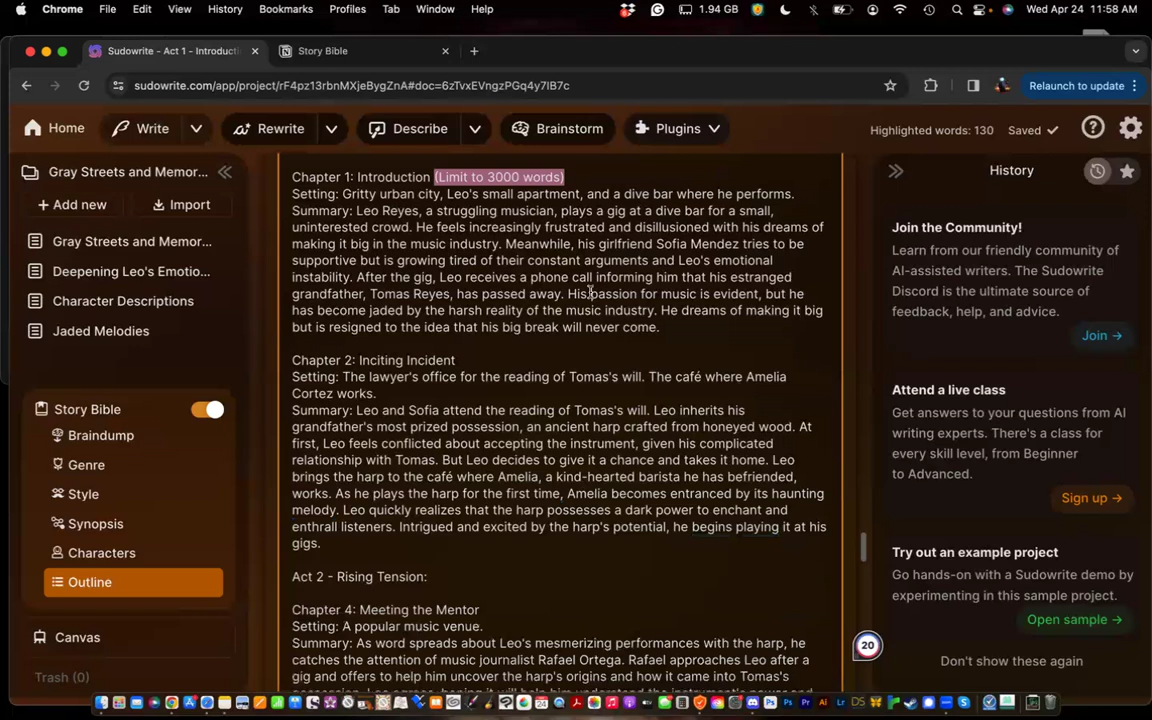 Chrome File Edit View History Bookmarks Profiles Tab Window Help 1.94 GB Wed Apr 24 11:58 AM
Sudowrite - Act 1 - Introducti
Story Bible
sudowrite.com/app/project/rF4pz13rbnMXjeBygZnA#doc=6zTvxEVngzPGq4y7IB7c
Relaunch to update
Home
Write
Rewrite
Describe
Brainstorm
Plugins
Highlighted words: 130
Saved
Gray Streets and Memor...
Add new
Import
Gray Streets and Memor...
Deepening Leo's Emotio...
Character Descriptions
Jaded Melodies
Story Bible
Braindump
Genre
Style
Synopsis
Characters
Outline
Canvas
Trash (0)
Chapter 1: Introduction (Limit to 3000 words)
Setting: Gritty urban city, Leo's small apartment, and a dive bar where he performs.
Summary: Leo Reyes, a struggling musician, plays a gig at a dive bar for a small,
uninterested crowd. He feels increasingly frustrated and disillusioned with his dreams of
making it big in the music industry. Meanwhile, his girlfriend Sofia Mendez tries to be
supportive but is growing tired of their constant arguments and Leo's emotional
instability. After the gig, Leo receives a phone call informing him that his estranged
grandfather, Tomas Reyes, has passed away. His passion for music is evident, but he
has become jaded by the harsh reality of the music industry. He dreams of making it big
but is resigned to the idea that his big break will never come.
Chapter 2: Inciting Incident
Setting: The lawyer's office for the reading of Tomas's will. The café where Amelia
Cortez works.
Summary: Leo and Sofia attend the reading of Tomas's will. Leo inherits his
grandfather's most prized possession, an ancient harp crafted from honeyed wood. At
first, Leo feels conflicted about accepting the instrument, given his complicated
relationship with Tomas. But Leo decides to give it a chance and takes it home. Leo
brings the harp to the café where Amelia, a kind-hearted barista he has befriended,
works. As he plays the harp for the first time, Amelia becomes entranced by its haunting
melody. Leo quickly realizes that the harp possesses a dark power to enchant and
enthrall listeners. Intrigued and excited by the harp's potential, he begins playing it at his
gigs.
Act 2 - Rising Tension:
Chapter 4: Meeting the Mentor
Setting: A popular music venue.
Summary: As word spreads about Leo's mesmerizing performances with the harp, he
catches the attention of music journalist Rafael Ortega. Rafael approaches Leo after a
gig and offers to help him uncover the harp's origins and how it came into Tomas's
History
Join the Community!
Learn from our friendly community of
AI-assisted writers. The Sudowrite
Discord is the ultimate source of
feedback, help, and advice.
Join →
Attend a live class
Get answers to your questions from AI
writing experts. There's a class for
every skill level, from Beginner
to Advanced.
Sign up →
Try out an example project
Go hands-on with a Sudowrite demo by
experimenting in this sample project.
Open sample →
Don't show these again
20